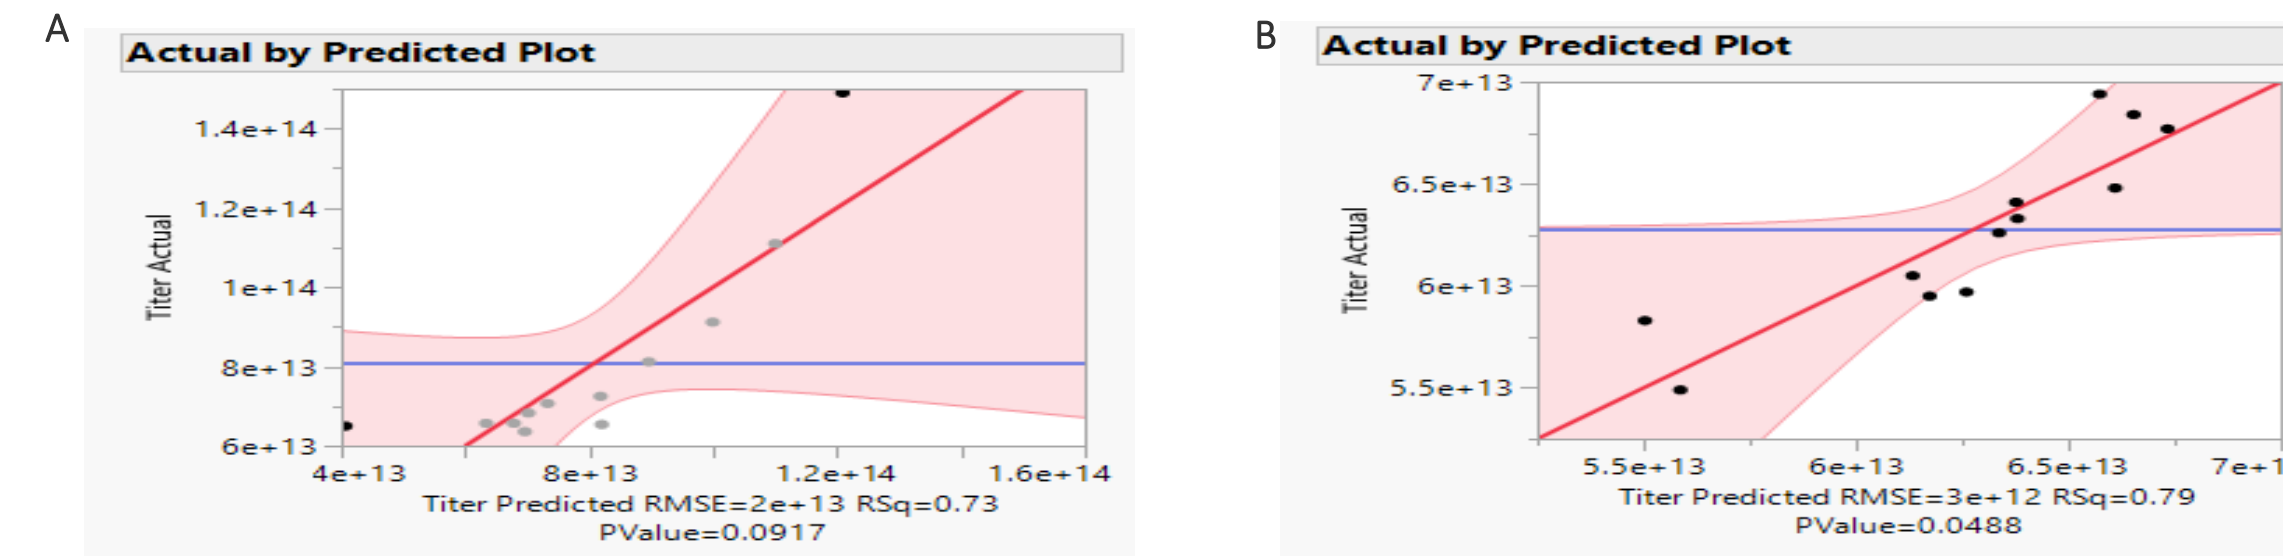 A
Actual by Predicted Plot
1.4e+14
1.2e+14
1e+14
8e+13
6e+13
Titer Actual
4e+13 8e+13 1.2e+14 1.6e+14
Titer Predicted RMSE=2e+13 RSq=0.73
PValue=0.0917
B
Actual by Predicted Plot
7e+13
6.5e+13
6e+13
5.5e+13
Titer Actual
5.5e+13 6e+13 6.5e+13 7e+1
Titer Predicted RMSE=3e+12 RSq=0.79
PValue=0.0488